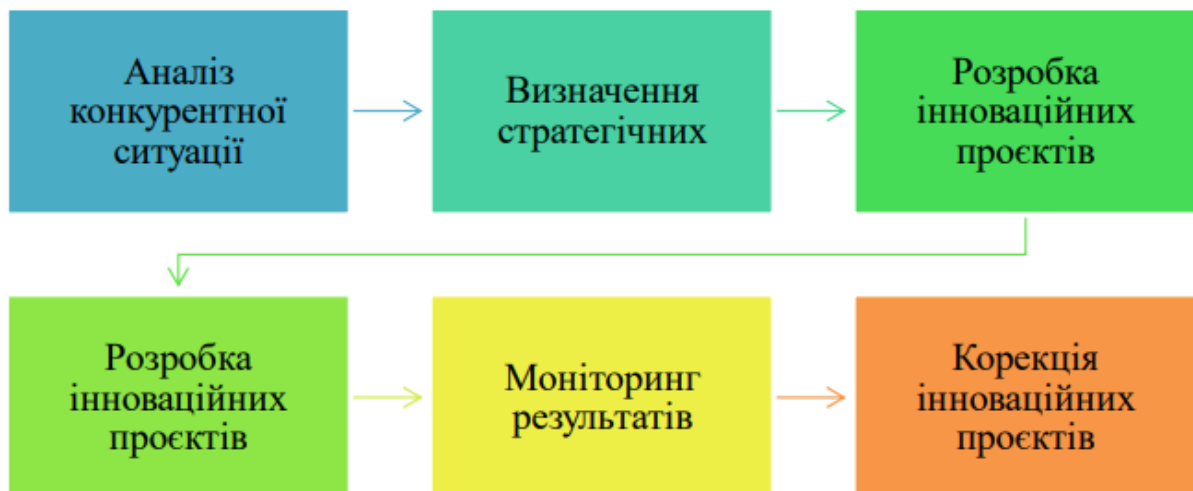 Аналіз
конкурентної
ситуації
Визначення
стратегічних
Розробка
інноваційних
проєктів
Розробка
інноваційних
проєктів
Моніторинг
результатів
Корекція
інноваційних
проєктів